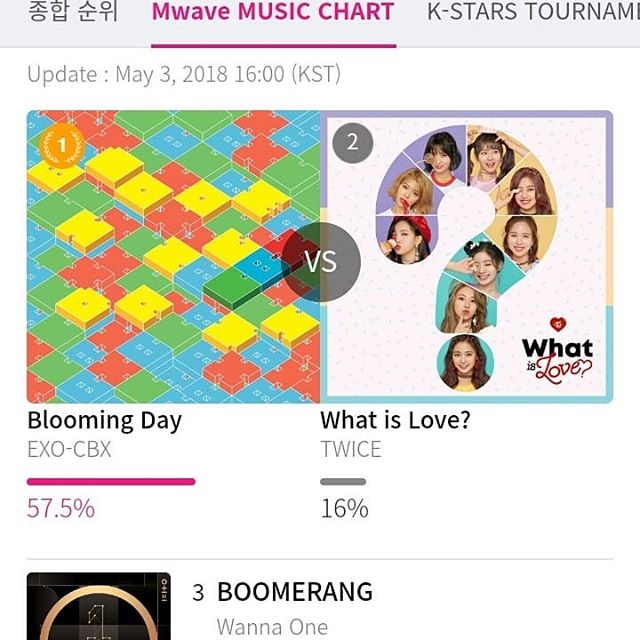 종합 순위
Mwave MUSIC CHART
K-STARS TOURNAME
Update : May 3, 2018 16:00 (KST)
1
2
VS
What
is Love?
Blooming Day
What is Love?
EXO-CBX
TWICE
57.5%
16%
3 BOOMERANG
Wanna One